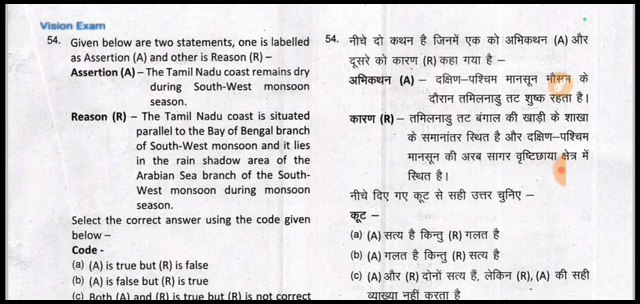 Vision Exam
54. Given below are two statements, one is labelled
as Assertion (A) and other is Reason (R) –
Assertion (A) – The Tamil Nadu coast remains dry
during South-West monsoon
season.
Reason (R) – The Tamil Nadu coast is situated
parallel to the Bay of Bengal branch
of South-West monsoon and it lies
in the rain shadow area of the
Arabian Sea branch of the South-
West monsoon during monsoon
season.
Select the correct answer using the code given
below –
Code -
(a) (A) is true but (R) is false
(b) (A) is false but (R) is true
(c) Both (A) and (R) is true but (R) is not correct
54. नीचे दो कथन है जिनमें एक को अभिकथन (A) और
दूसरे को कारण (R) कहा गया है –
अभिकथन (A) – दक्षिण-पश्चिम मानसून मौसम के
दौरान तमिलनाडु तट शुष्क रहता है।
कारण (R) – तमिलनाडु तट बंगाल की खाड़ी के शाखा
के समानांतर स्थित है और दक्षिण-पश्चिम
मानसून की अरब सागर वृष्टिछाया क्षेत्र में
स्थित है।
नीचे दिए गए कूट से सही उत्तर चुनिए –
कूट –
(a) (A) सत्य है किन्तु (R) गलत है
(b) (A) गलत है किन्तु (R) सत्य है
(c) (A) और (R) दोनों सत्य हैं, लेकिन (R), (A) की सही
व्याख्या नहीं करता है